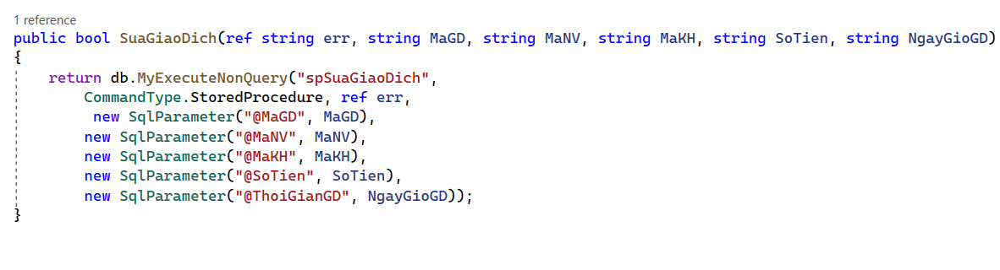 1 reference
public bool SuaGiaoDich(ref string err, string MaGD, string MaNV, string MaKH, string SoTien, string NgayGioGD)
{
    return db.MyExecuteNonQuery("spSuaGiaoDich",
        CommandType.StoredProcedure, ref err,
         new SqlParameter("@MaGD", MaGD),
        new SqlParameter("@MaNV", MaNV),
        new SqlParameter("@MaKH", MaKH),
        new SqlParameter("@SoTien", SoTien),
        new SqlParameter("@ThoiGianGD", NgayGioGD));
}